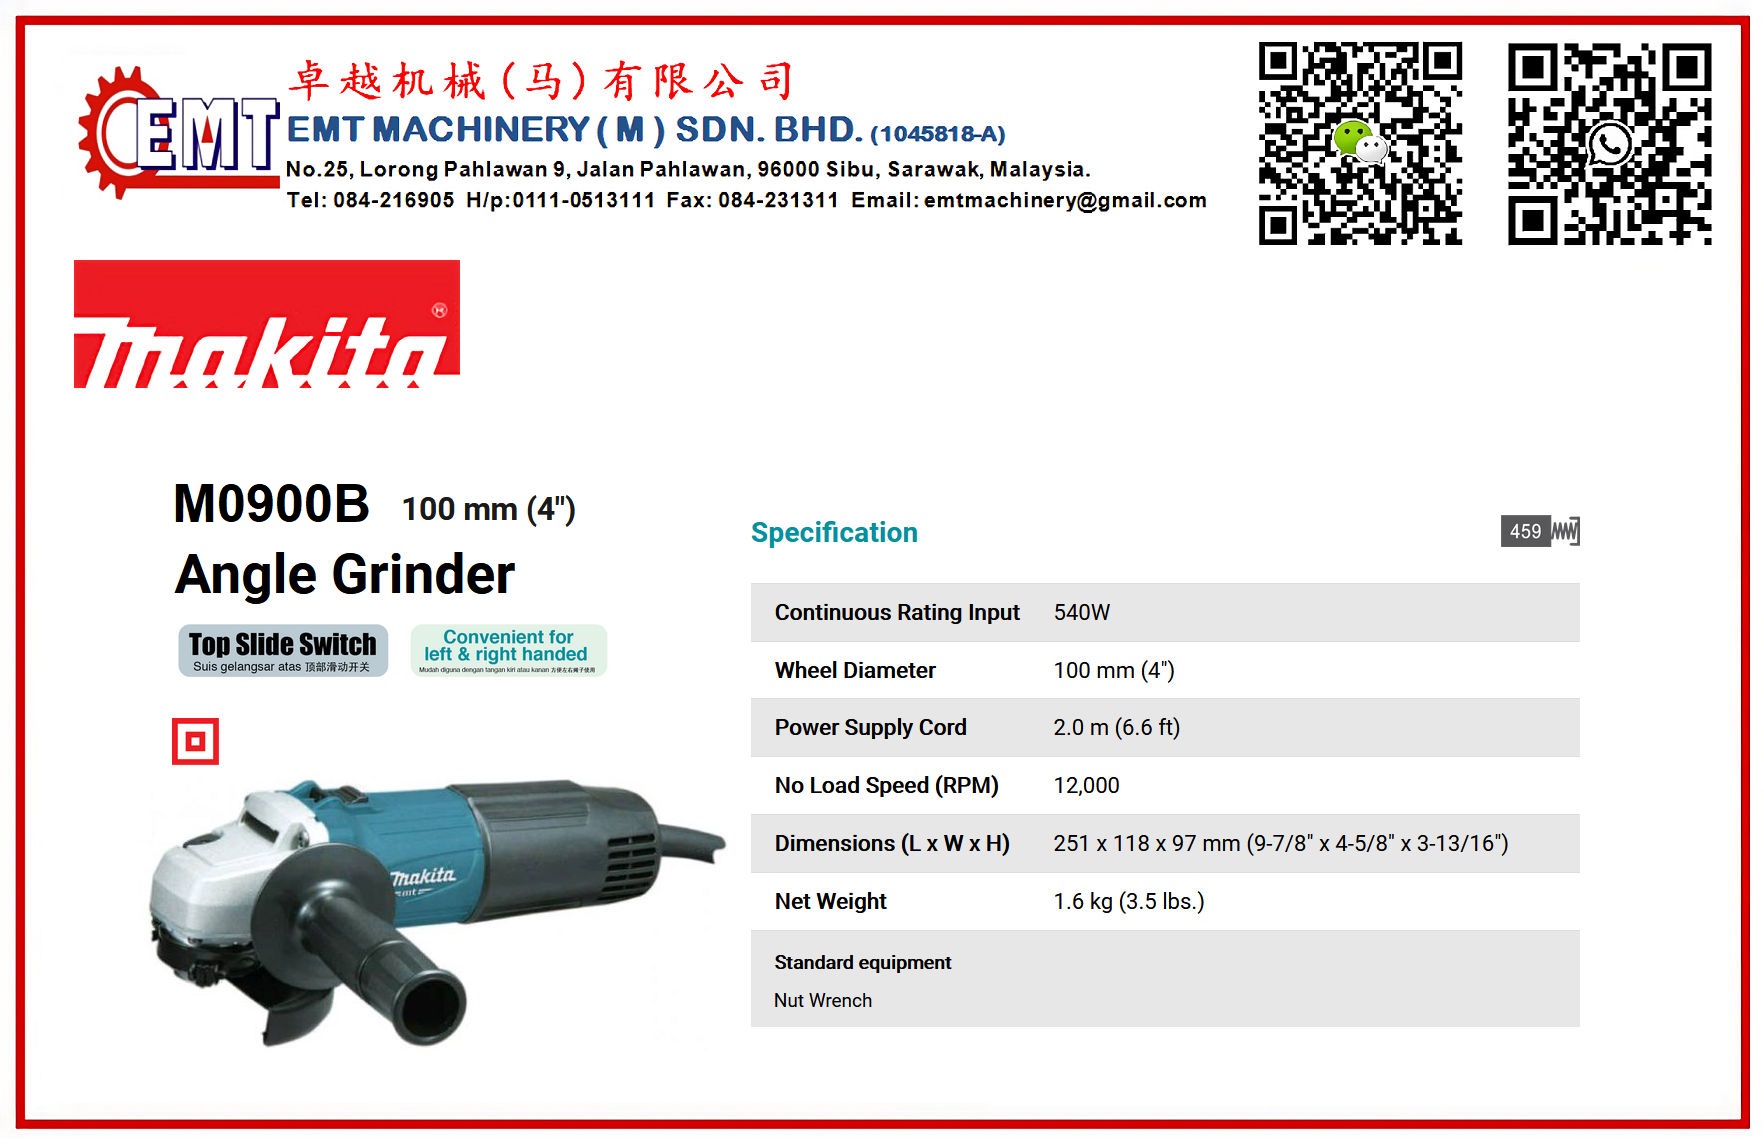 卓越机械(马)有限公司
EMT
EMT MACHINERY ( M ) SDN. BHD. (1045818-A)
No.25, Lorong Pahlawan 9, Jalan Pahlawan, 96000 Sibu, Sarawak, Malaysia.
Tel: 084-216905 H/p:0111-0513111 Fax: 084-231311 Email: emtmachinery@gmail.com
makita ®
M0900B 100 mm (4")
Angle Grinder
Top Slide Switch
Suis gelangsar atas 顶部滑动开关
Convenient for
left & right handed
Mudah diguna dengan tangan kiri atau kanan 方便左右
makita
Specification
459
Continuous Rating Input 540W
Wheel Diameter 100 mm (4")
Power Supply Cord 2.0 m (6.6 ft)
No Load Speed (RPM) 12,000
Dimensions (L x W x H) 251 x 118 x 97 mm (9-7/8" x 4-5/8" x 3-13/16")
Net Weight 1.6 kg (3.5 lbs.)
Standard equipment
Nut Wrench